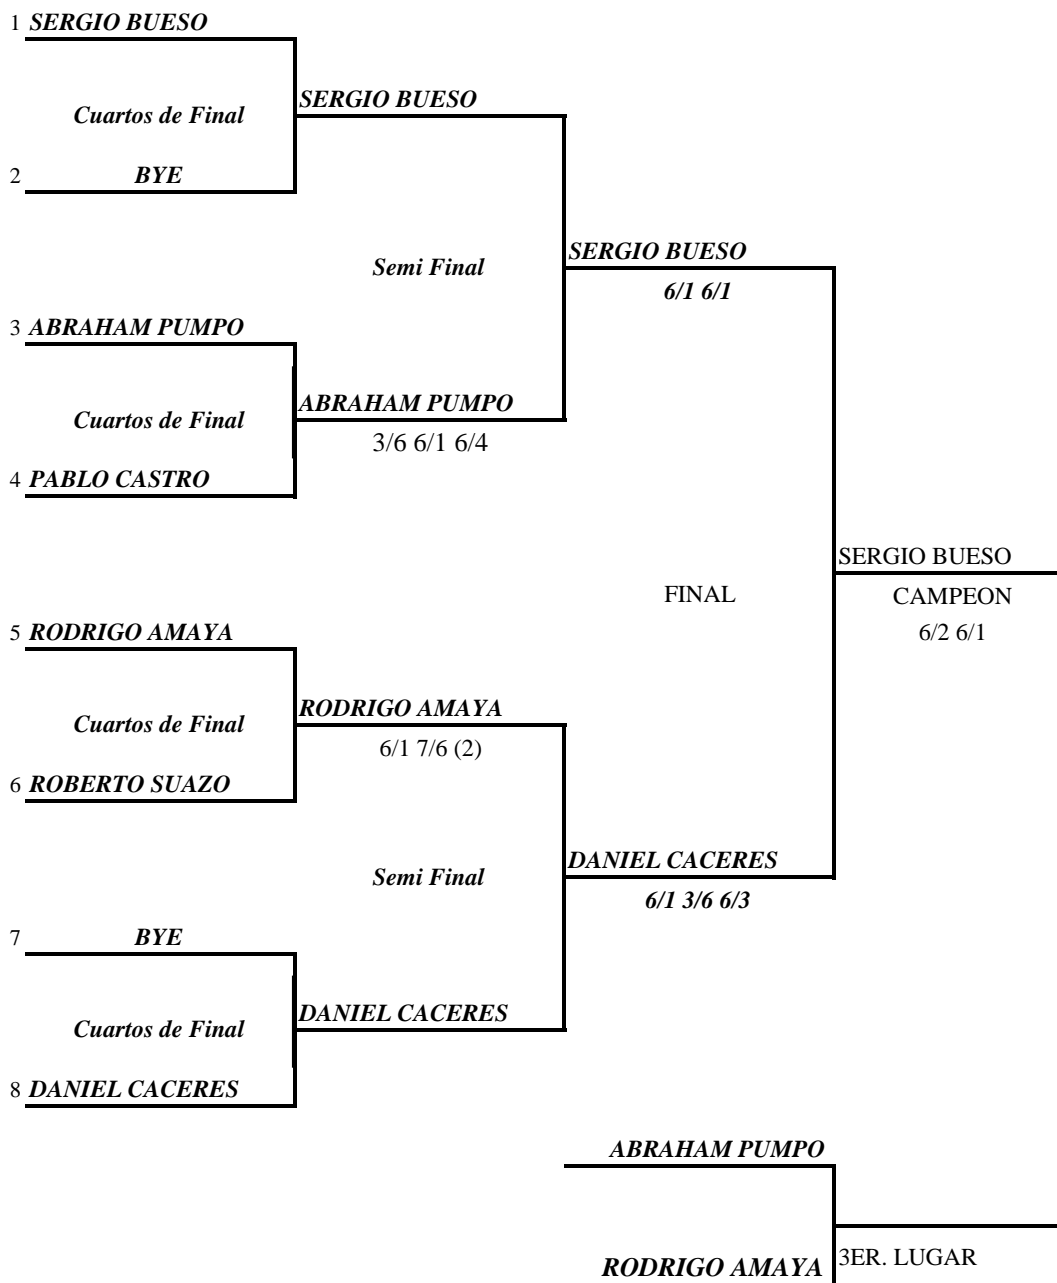 1 SERGIO BUESO
SERGIO BUESO
Cuartos de Final
2 BYE
SERGIO BUESO
Semi Final
6/1 6/1
3 ABRAHAM PUMPO
ABRAHAM PUMPO
Cuartos de Final
3/6 6/1 6/4
4 PABLO CASTRO
SERGIO BUESO
FINAL
CAMPEON
6/2 6/1
5 RODRIGO AMAYA
RODRIGO AMAYA
Cuartos de Final
6/1 7/6 (2)
6 ROBERTO SUAZO
DANIEL CACERES
Semi Final
6/1 3/6 6/3
7 BYE
DANIEL CACERES
Cuartos de Final
8 DANIEL CACERES
ABRAHAM PUMPO
3ER. LUGAR
RODRIGO AMAYA